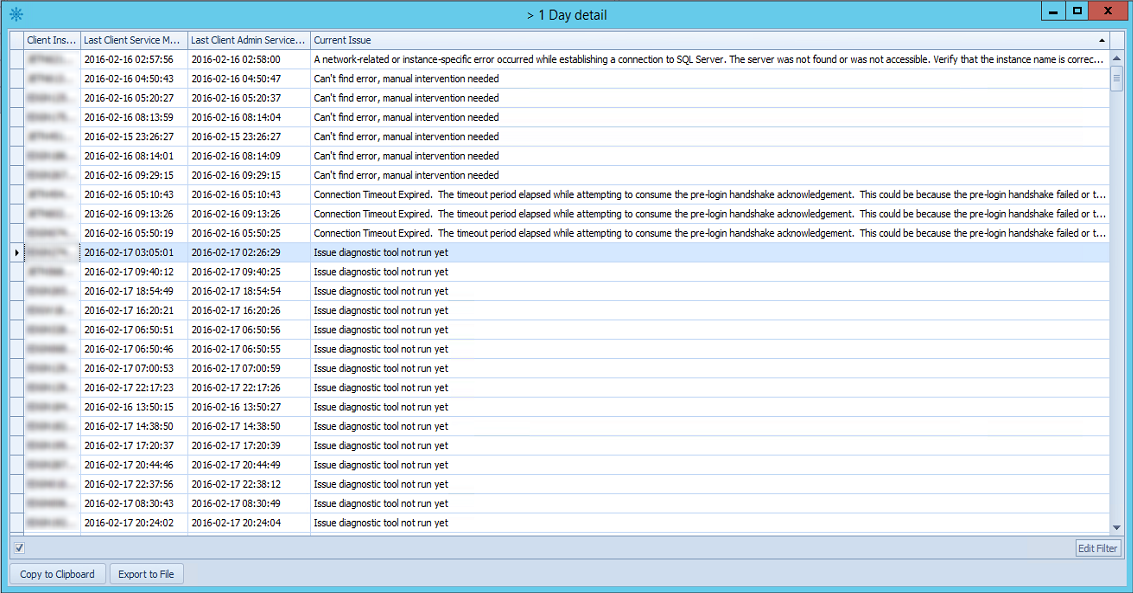 > 1 Day detail
Client Ins... Last Client Service M... Last Client Admin Service... Current Issue
2016-02-16 02:57:56 2016-02-16 02:58:00 A network-related or instance-specific error occurred while establishing a connection to SQL Server. The server was not found or was not accessible. Verify that the instance name is correc...
2016-02-16 04:50:43 2016-02-16 04:50:47 Can't find error, manual intervention needed
2016-02-16 05:20:27 2016-02-16 05:20:37 Can't find error, manual intervention needed
2016-02-16 08:13:59 2016-02-16 08:14:04 Can't find error, manual intervention needed
2016-02-15 23:26:27 2016-02-15 23:26:27 Can't find error, manual intervention needed
2016-02-16 08:14:01 2016-02-16 08:14:09 Can't find error, manual intervention needed
2016-02-16 09:29:15 2016-02-16 09:29:15 Can't find error, manual intervention needed
2016-02-16 05:10:43 2016-02-16 05:10:43 Connection Timeout Expired. The timeout period elapsed while attempting to consume the pre-login handshake acknowledgement. This could be because the pre-login handshake failed or t...
2016-02-16 09:13:26 2016-02-16 09:13:26 Connection Timeout Expired. The timeout period elapsed while attempting to consume the pre-login handshake acknowledgement. This could be because the pre-login handshake failed or t...
2016-02-16 05:50:19 2016-02-16 05:50:25 Connection Timeout Expired. The timeout period elapsed while attempting to consume the pre-login handshake acknowledgement. This could be because the pre-login handshake failed or t...
2016-02-17 03:05:01 2016-02-17 02:26:29 Issue diagnostic tool not run yet
2016-02-17 09:40:12 2016-02-17 09:40:25 Issue diagnostic tool not run yet
2016-02-17 18:54:49 2016-02-17 18:54:54 Issue diagnostic tool not run yet
2016-02-17 16:20:21 2016-02-17 16:20:26 Issue diagnostic tool not run yet
2016-02-17 06:50:51 2016-02-17 06:50:56 Issue diagnostic tool not run yet
2016-02-17 06:50:46 2016-02-17 06:50:55 Issue diagnostic tool not run yet
2016-02-17 07:00:53 2016-02-17 07:00:59 Issue diagnostic tool not run yet
2016-02-17 22:17:23 2016-02-17 22:17:26 Issue diagnostic tool not run yet
2016-02-16 13:50:15 2016-02-16 13:50:27 Issue diagnostic tool not run yet
2016-02-17 14:38:50 2016-02-17 14:38:50 Issue diagnostic tool not run yet
2016-02-17 17:20:37 2016-02-17 17:20:39 Issue diagnostic tool not run yet
2016-02-17 20:44:46 2016-02-17 20:44:49 Issue diagnostic tool not run yet
2016-02-17 22:37:56 2016-02-17 22:38:12 Issue diagnostic tool not run yet
2016-02-17 08:30:43 2016-02-17 08:30:49 Issue diagnostic tool not run yet
2016-02-17 20:24:02 2016-02-17 20:24:04 Issue diagnostic tool not run yet
Edit Filter
Copy to Clipboard Export to File